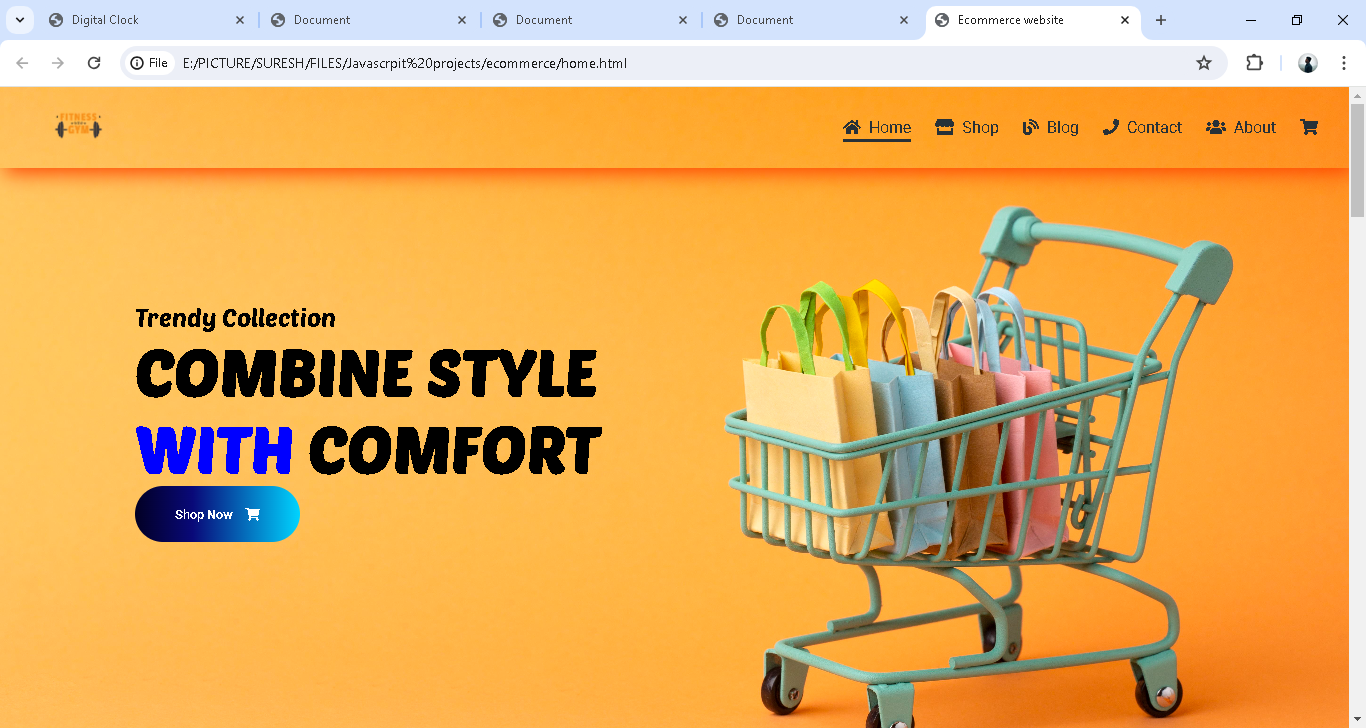 Digital Clock
Document
Document
Document
Ecommerce website
File E:/PICTURE/SURESH/FILES/Javascrpit%20projects/ecommerce/home.html
FITNESS
GYM
Home Shop Blog Contact About
Trendy Collection
COMBINE STYLE
WITH COMFORT
Shop Now